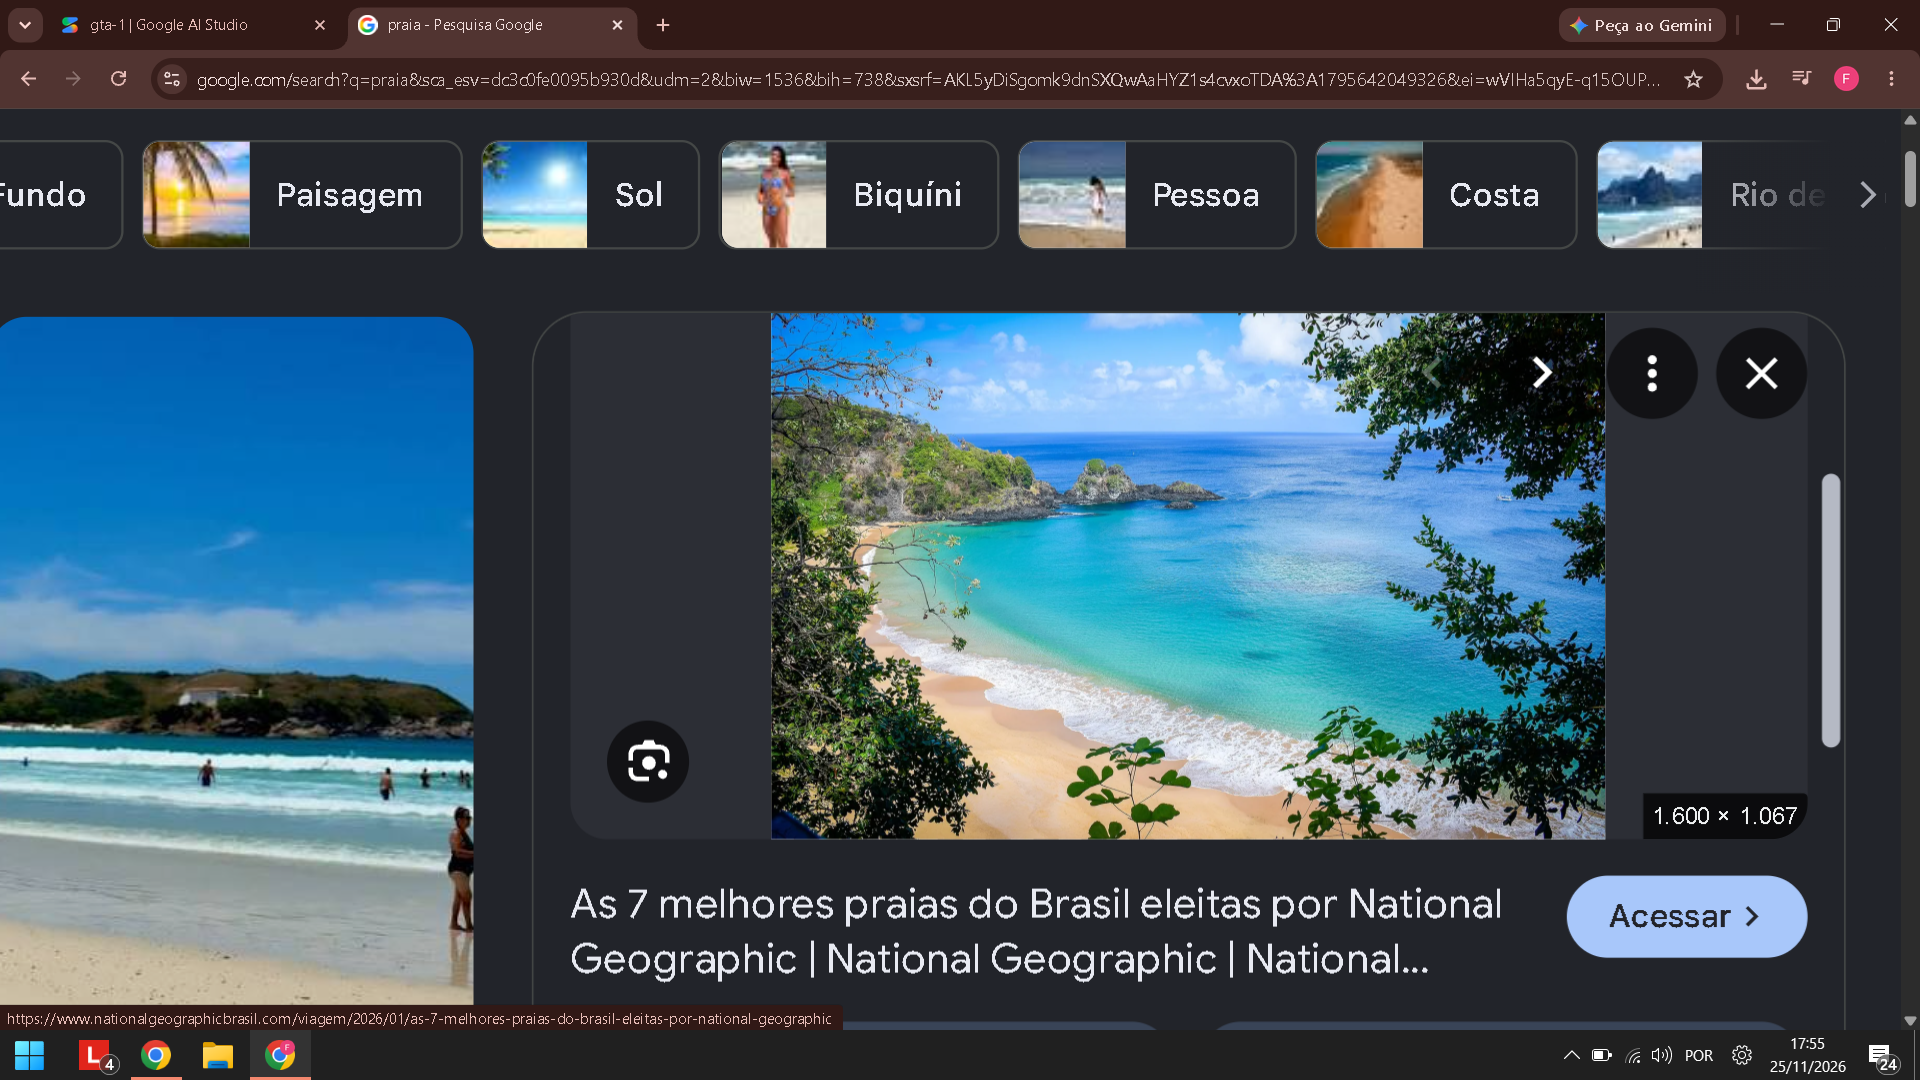 gta-1 | Google AI Studio
praia - Pesquisa Google
Peça ao Gemini
google.com/search?q=praia&sca_esv=dc3c0fe0095b930d&udm=2&biw=1536&bih=738&sxsrf=AKL5yDiSgomk9dnSXQwAaHYZ1s4cvxoTDA%3A1795642049326&ei=wVIHa5qyE-q15OUP...
F
Fundo
Paisagem
Sol
Biquíni
Pessoa
Costa
Rio de
1.600 × 1.067
As 7 melhores praias do Brasil eleitas por National
Geographic | National Geographic | National...
Acessar
https://www.nationalgeographicbrasil.com/viagem/2026/01/as-7-melhores-praias-do-brasil-eleitas-por-national-geographic
L 4
F
POR
17:55
25/11/2026
24